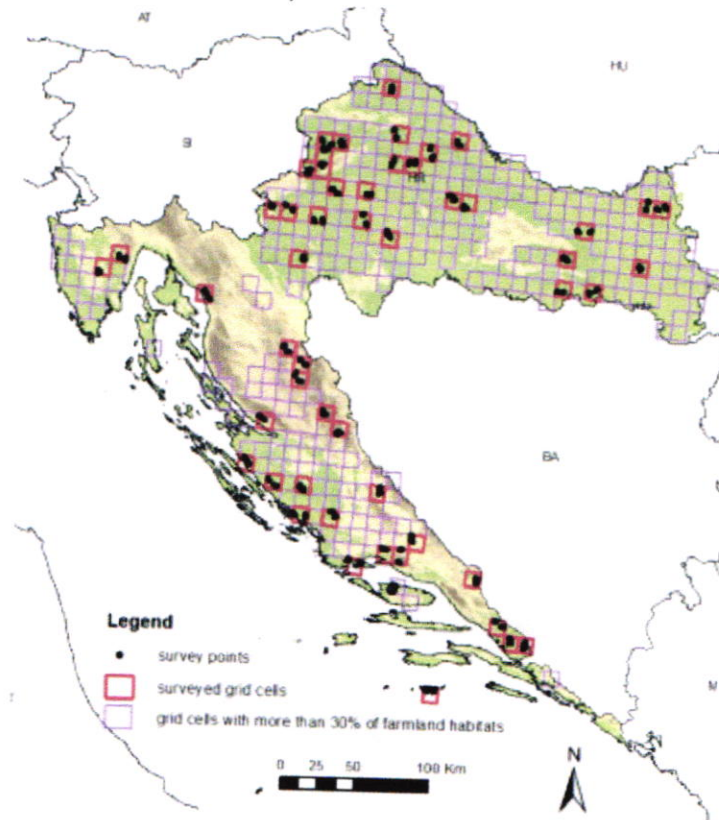 AT
HU
SI
HR
BA
Legend
survey points
surveyed grid cells
grid cells with more than 30% of farmland habitats
M
N
0 25 50 100 Km